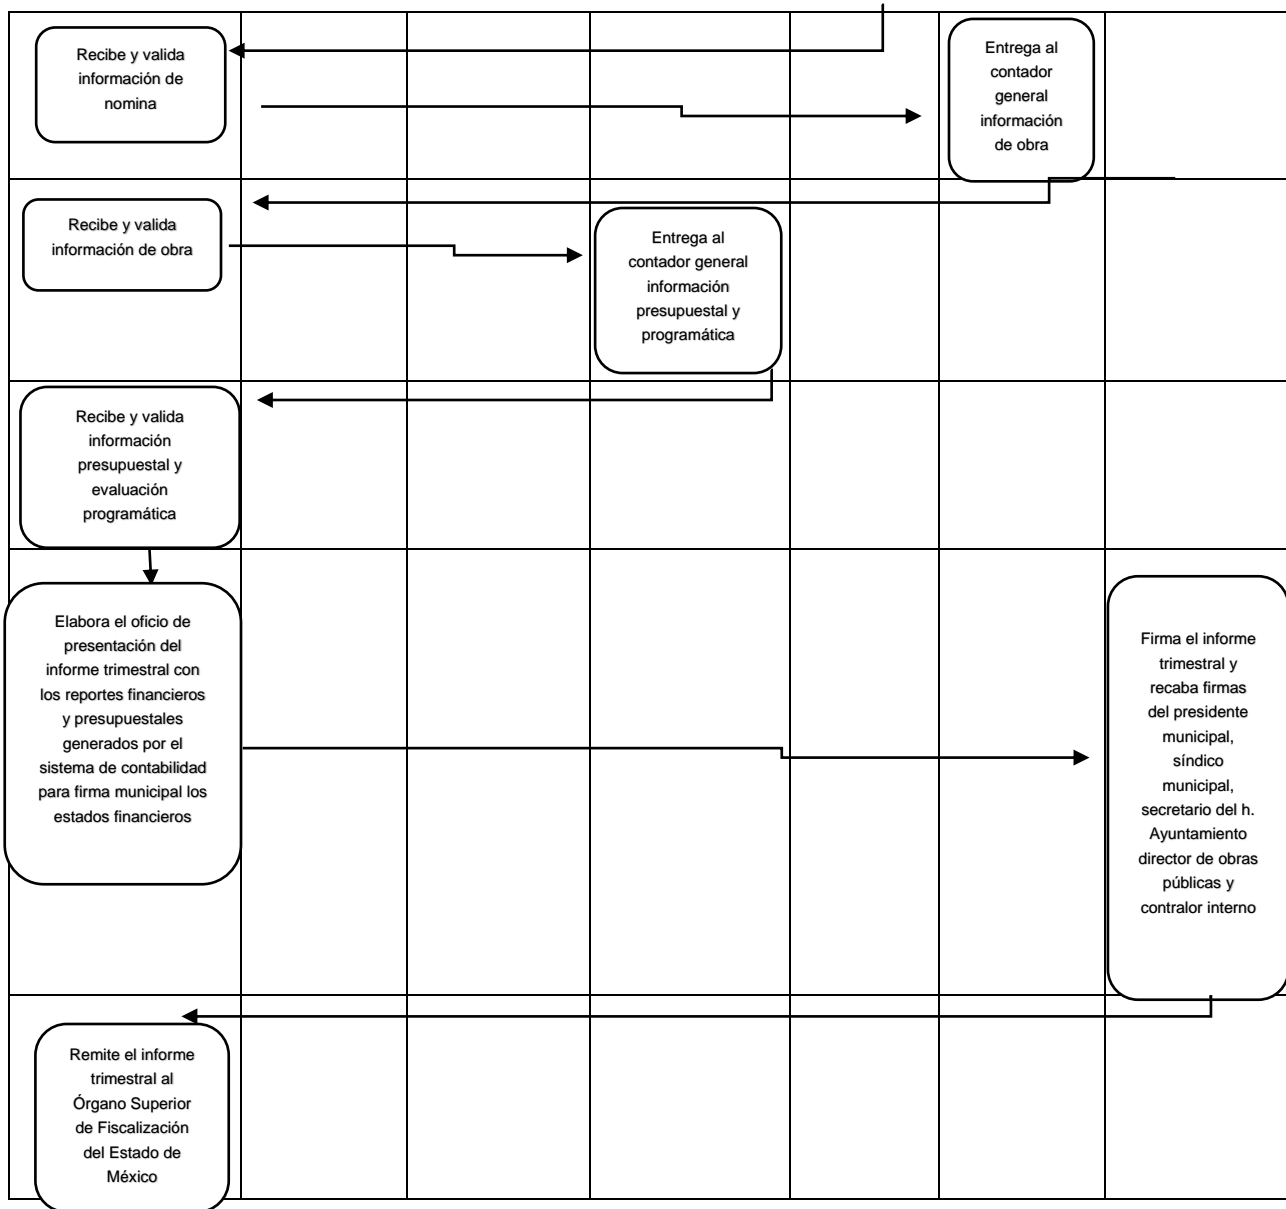 Recibe y valida
información de
nomina
Entrega al
contador
general
información
de obra
Recibe y valida
información de obra
Entrega al
contador general
información
presupuestal y
programática
Recibe y valida
información
presupuestal y
evaluación
programática
Elabora el oficio de
presentación del
informe trimestral con
los reportes financieros
y presupuestales
generados por el
sistema de contabilidad
para firma municipal los
estados financieros
Firma el informe
trimestral y
recaba firmas
del presidente
municipal,
síndico
municipal,
secretario del h.
Ayuntamiento
director de obras
públicas y
contralor interno
Remite el informe
trimestral al
Órgano Superior
de Fiscalización
del Estado de
México